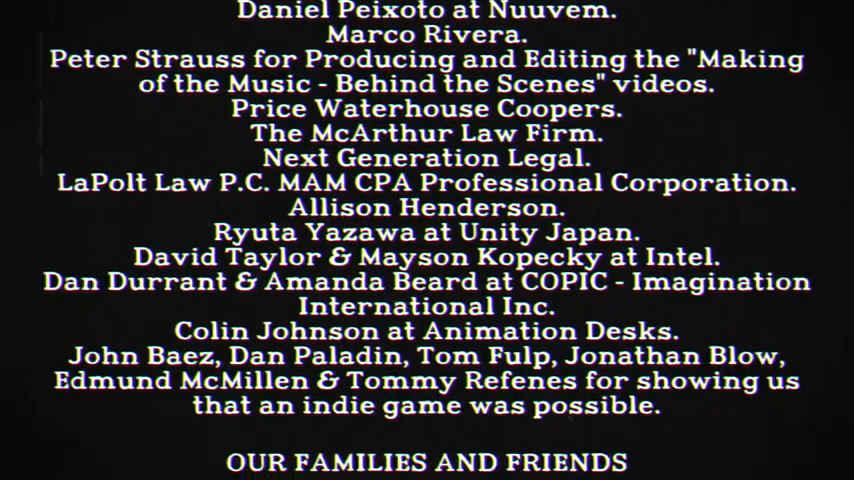 Daniel Peixoto at Nuuvem.
Marco Rivera.
Peter Strauss for Producing and Editing the "Making
of the Music - Behind the Scenes" videos.
Price Waterhouse Coopers.
The McArthur Law Firm.
Next Generation Legal.
LaPolt Law P.C. MAM CPA Professional Corporation.
Allison Henderson.
Ryuta Yazawa at Unity Japan.
David Taylor & Mayson Kopecky at Intel.
Dan Durrant & Amanda Beard at COPIC - Imagination
International Inc.
Colin Johnson at Animation Desks.
John Baez, Dan Paladin, Tom Fulp, Jonathan Blow,
Edmund McMillen & Tommy Refenes for showing us
that an indie game was possible.
OUR FAMILIES AND FRIENDS